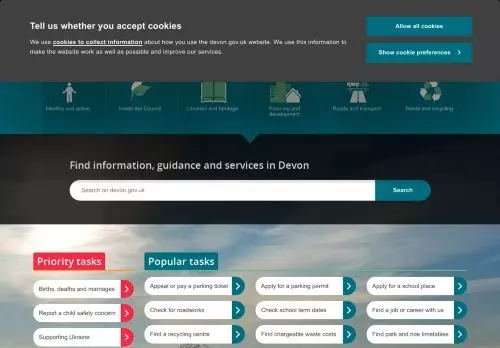 Tell us whether you accept cookies
We use cookies to collect information about how you use the devon.gov.uk website. We use this information to
make the website work as well as possible and improve our services.
Allow all cookies
Show cookie preferences
Healthy and active
Inside the Council
Libraries and heritage
Planning and
development
Roads and transport
Waste and recycling
Find information, guidance and services in Devon
Search on devon.gov.uk
Search
Priority tasks
Births, deaths and marriages
Report a child safety concern
Supporting Ukraine
Popular tasks
Appeal or pay a parking ticket
Apply for a parking permit
Apply for a school place
Check for roadworks
Check school term dates
Find a job or career with us
Find a recycling centre
Find chargeable waste costs
Find park and ride timetables